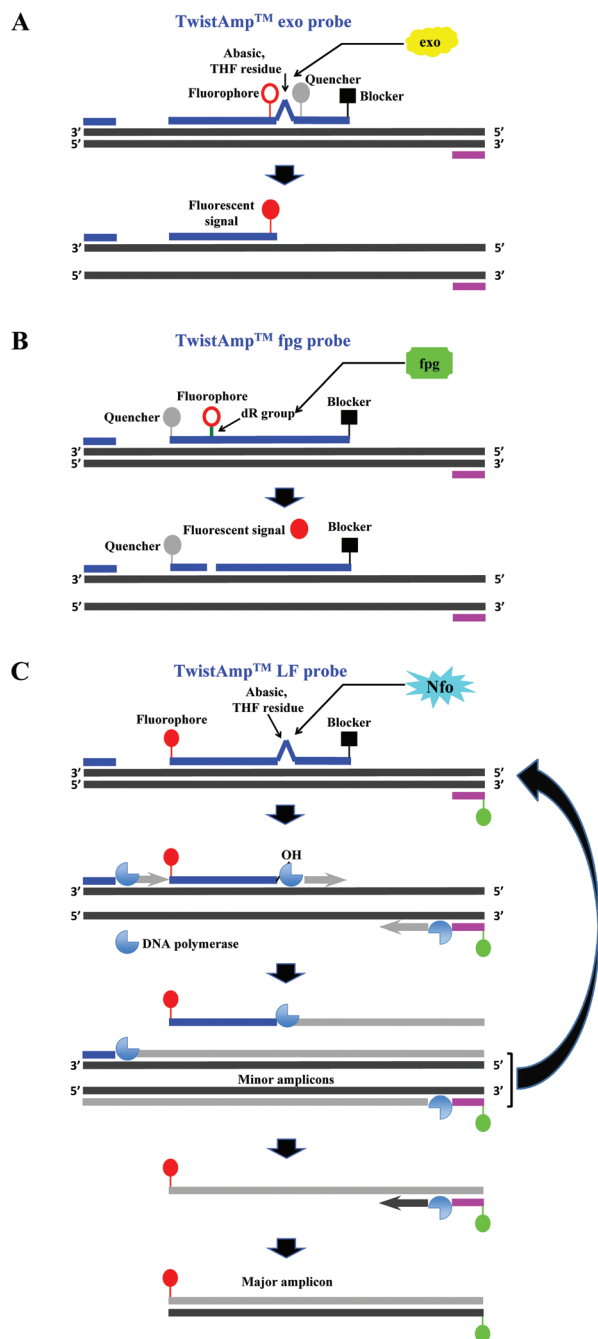 A
TwistAmp™ exo probe
exo
Abasic,
THF residue
Quencher
Fluorophore
Blocker
3’ 5’
5’ 3’
Fluorescent
signal
3’ 5’
5’ 3’
B
TwistAmp™ fpg probe
fpg
Fluorophore
dR group
Blocker
Quencher
3’ 5’
5’ 3’
Fluorescent signal
Blocker
Quencher
3’ 5’
5’ 3’
C
TwistAmp™ LF probe
Nfo
Abasic,
THF residue
Fluorophore
Blocker
3’ 5’
5’ 3’
OH
3’ 5’
5’ 3’
DNA polymerase
3’ 5’
Minor amplicons
5’ 3’
Major amplicon